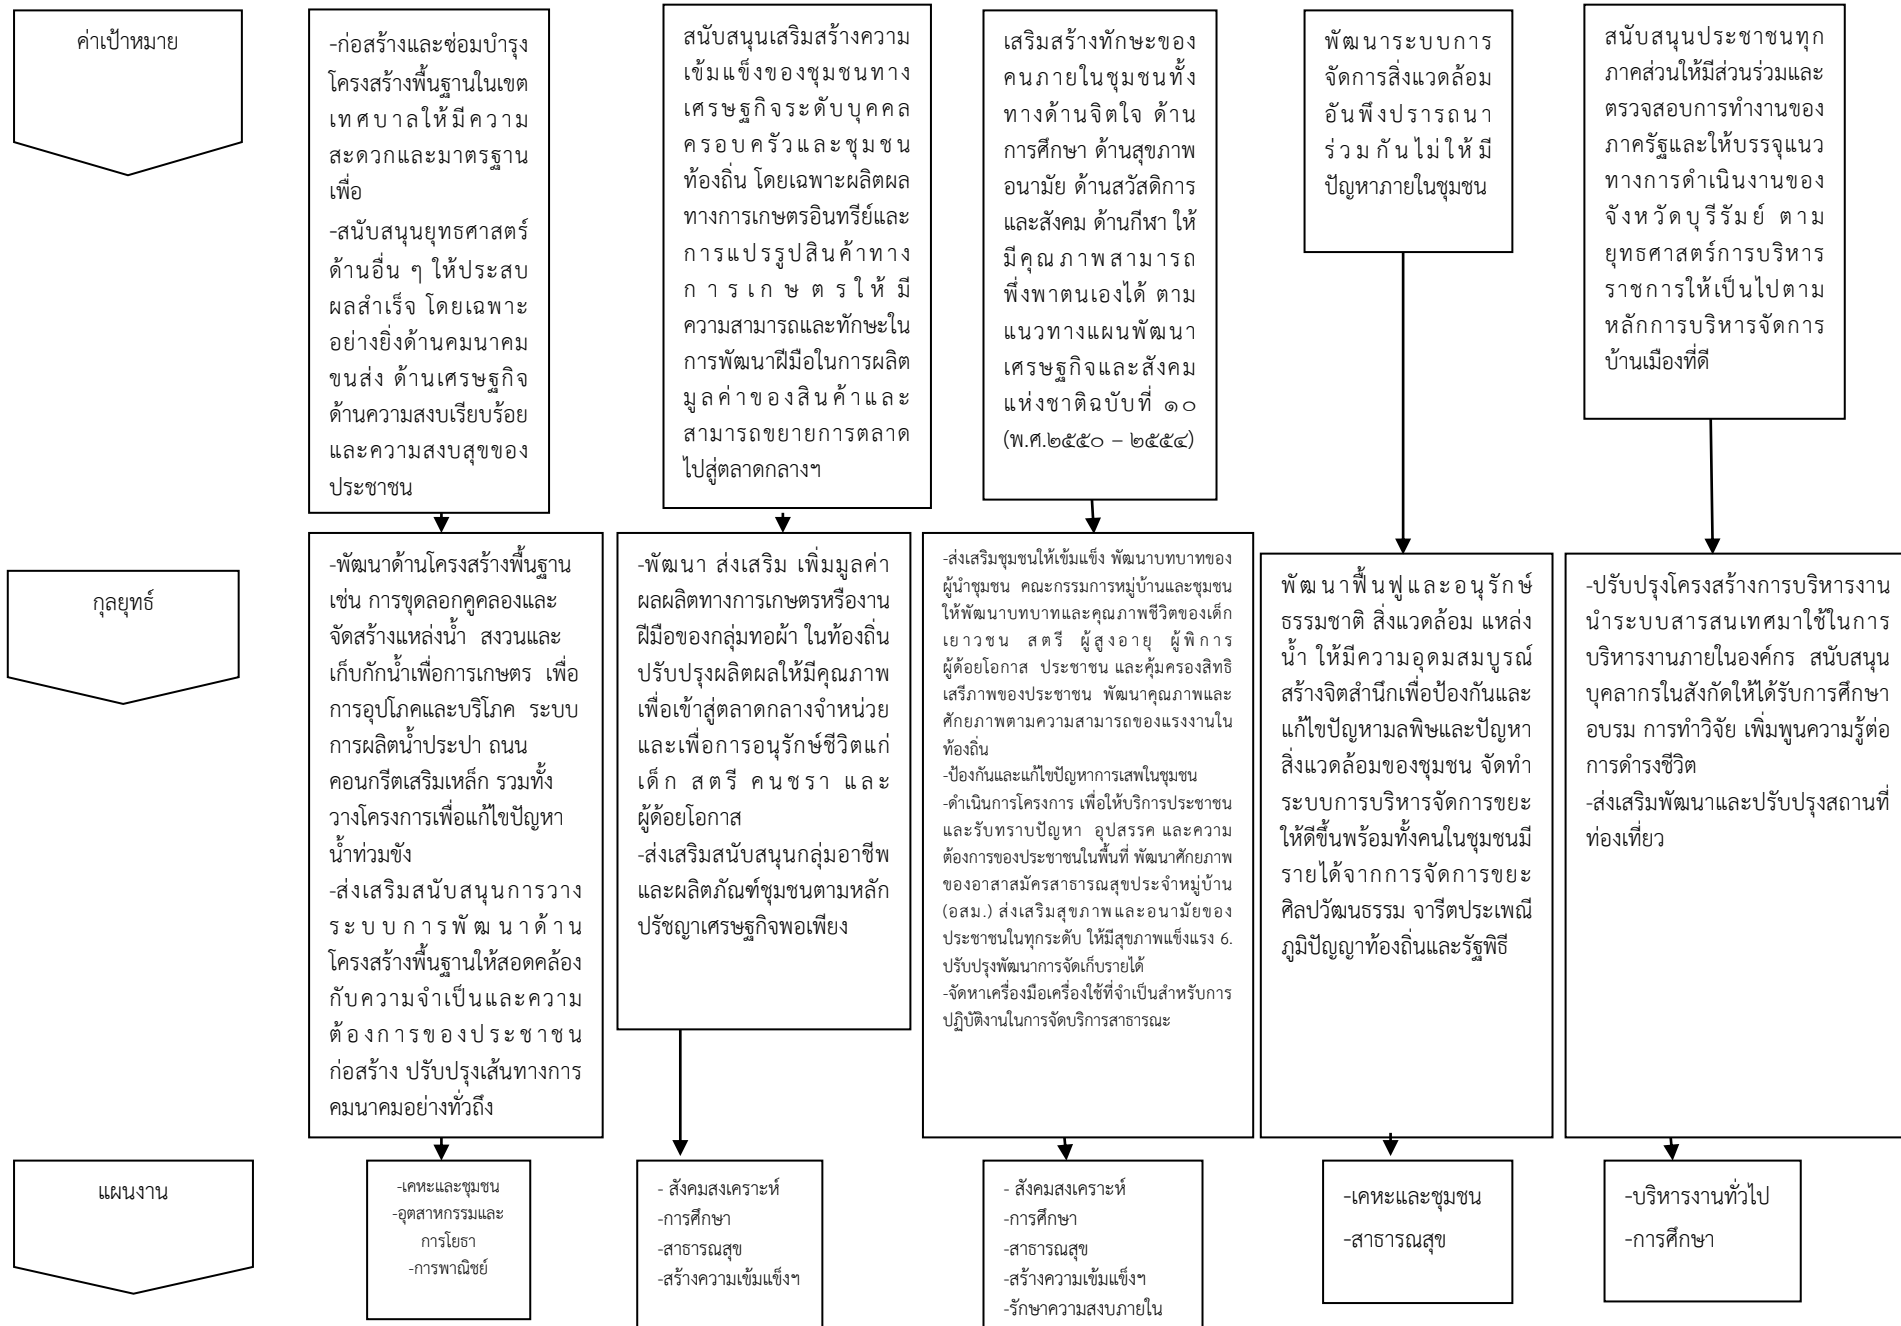 ค่าเป้าหมาย
-ก่อสร้างและซ่อมบำรุง
โครงสร้างพื้นฐานในเขต
เทศบาลให้มีความ
สะดวกและมาตรฐาน
เพื่อ
-สนับสนุนยุทธศาสตร์
ด้านอื่น ๆ ให้ประสบ
ผลสำเร็จ โดยเฉพาะ
อย่างยิ่งด้านคมนาคม
ขนส่ง ด้านเศรษฐกิจ
ด้านความสงบเรียบร้อย
และความสงบสุขของ
ประชาชน
สนับสนุนเสริมสร้างความ
เข้มแข็งของชุมชนทาง
เศรษฐกิจระดับบุคคล
ครอบครัวและชุมชน
ท้องถิ่น โดยเฉพาะผลิตผล
ทางการเกษตรอินทรีย์และ
การแปรรูปสินค้าทาง
การเกษตรให้มี
ความสามารถและทักษะใน
การพัฒนาฝีมือในการผลิต
มูลค่าของสินค้าและ
สามารถขยายการตลาด
ไปสู่ตลาดกลางฯ
เสริมสร้างทักษะของ
คนภายในชุมชนทั้ง
ทางด้านจิตใจ ด้าน
การศึกษา ด้านสุขภาพ
อนามัย ด้านสวัสดิการ
และสังคม ด้านกีฬา ให้
มีคุณภาพสามารถ
พึ่งพาตนเองได้ ตาม
แนวทางแผนพัฒนา
เศรษฐกิจและสังคม
แห่งชาติฉบับที่ ๑๐
(พ.ศ.๒๕๕๐ – ๒๕๕๔)
พัฒนาระบบการ
จัดการสิ่งแวดล้อม
อันพึงปรารถนา
ร่วมกันไม่ให้มี
ปัญหาภายในชุมชน
สนับสนุนประชาชนทุก
ภาคส่วนให้มีส่วนร่วมและ
ตรวจสอบการทำงานของ
ภาครัฐและให้บรรจุแนว
ทางการดำเนินงานของ
จังหวัดบุรีรัมย์ ตาม
ยุทธศาสตร์การบริหาร
ราชการให้เป็นไปตาม
หลักการบริหารจัดการ
บ้านเมืองที่ดี
กุลยุทธ์
-พัฒนาด้านโครงสร้างพื้นฐาน
เช่น การขุดลอกคูคลองและ
จัดสร้างแหล่งน้ำ สงวนและ
เก็บกักน้ำเพื่อการเกษตร เพื่อ
การอุปโภคและบริโภค ระบบ
การผลิตน้ำประปา ถนน
คอนกรีตเสริมเหล็ก รวมทั้ง
วางโครงการเพื่อแก้ไขปัญหา
น้ำท่วมขัง
-ส่งเสริมสนับสนุนการวาง
ระบบการพัฒนาด้าน
โครงสร้างพื้นฐานให้สอดคล้อง
กับความจำเป็นและความ
ต้องการของประชาชน
ก่อสร้าง ปรับปรุงเส้นทางการ
คมนาคมอย่างทั่วถึง
-พัฒนา ส่งเสริม เพิ่มมูลค่า
ผลผลิตทางการเกษตรหรืองาน
ฝีมือของกลุ่มทอผ้า ในท้องถิ่น
ปรับปรุงผลิตผลให้มีคุณภาพ
เพื่อเข้าสู่ตลาดกลางจำหน่วย
และเพื่อการอนุรักษ์ชีวิตแก่
เด็ก สตรี คนชรา และ
ผู้ด้อยโอกาส
-ส่งเสริมสนับสนุนกลุ่มอาชีพ
และผลิตภัณฑ์ชุมชนตามหลัก
ปรัชญาเศรษฐกิจพอเพียง
-ส่งเสริมชุมชนให้เข้มแข็ง พัฒนาบทบาทของ
ผู้นำชุมชน คณะกรรมการหมู่บ้านและชุมชน
ให้พัฒนาบทบาทและคุณภาพชีวิตของเด็ก
เยาวชน สตรี ผู้สูงอายุ ผู้พิการ
ผู้ด้อยโอกาส ประชาชน และคุ้มครองสิทธิ
เสรีภาพของประชาชน พัฒนาคุณภาพและ
ศักยภาพตามความสามารถของแรงงานใน
ท้องถิ่น
-ป้องกันและแก้ไขปัญหาการเสพในชุมชน
-ดำเนินการโครงการ เพื่อให้บริการประชาชน
และรับทราบปัญหา อุปสรรค และความ
ต้องการของประชาชนในพื้นที่ พัฒนาศักยภาพ
ของอาสาสมัครสาธารณสุขประจำหมู่บ้าน
(อสม.) ส่งเสริมสุขภาพและอนามัยของ
ประชาชนในทุกระดับ ให้มีสุขภาพแข็งแรง 6.
ปรับปรุงพัฒนาการจัดเก็บรายได้
-จัดหาเครื่องมือเครื่องใช้ที่จำเป็นสำหรับการ
ปฏิบัติงานในการจัดบริการสาธารณะ
พัฒนาฟื้นฟูและอนุรักษ์
ธรรมชาติ สิ่งแวดล้อม แหล่ง
น้ำ ให้มีความอุดมสมบูรณ์
สร้างจิตสำนึกเพื่อป้องกันและ
แก้ไขปัญหามลพิษและปัญหา
สิ่งแวดล้อมของชุมชน จัดทำ
ระบบการบริหารจัดการขยะ
ให้ดีขึ้นพร้อมทั้งคนในชุมชนมี
รายได้จากการจัดการขยะ
ศิลปวัฒนธรรม จารีตประเพณี
ภูมิปัญญาท้องถิ่นและรัฐพิธี
-ปรับปรุงโครงสร้างการบริหารงาน
นำระบบสารสนเทศมาใช้ในการ
บริหารงานภายในองค์กร สนับสนุน
บุคลากรในสังกัดให้ได้รับการศึกษา
อบรม การทำวิจัย เพิ่มพูนความรู้ต่อ
การดำรงชีวิต
-ส่งเสริมพัฒนาและปรับปรุงสถานที่
ท่องเที่ยว
แผนงาน
-เคหะและชุมชน
-อุตสาหกรรมและ
การโยธา
-การพาณิชย์
- สังคมสงเคราะห์
-การศึกษา
-สาธารณสุข
-สร้างความเข้มแข็งฯ
- สังคมสงเคราะห์
-การศึกษา
-สาธารณสุข
-สร้างความเข้มแข็งฯ
-รักษาความสงบภายใน
-เคหะและชุมชน
-สาธารณสุข
-บริหารงานทั่วไป
-การศึกษา